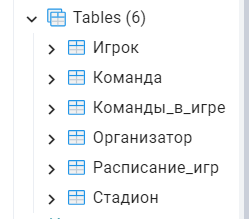 Tables (6)
Игрок
Команда
Команды_в_игре
Организатор
Расписание_игр
Стадион